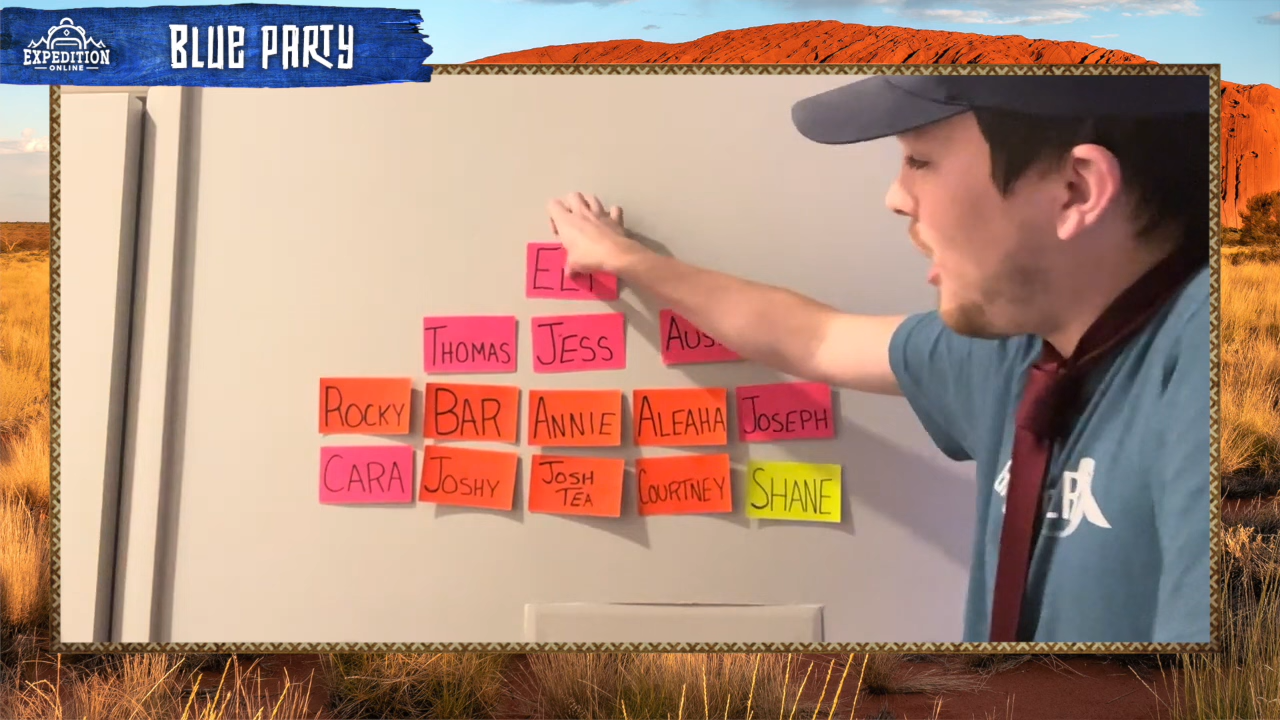 EXPEDITION
ONLINE
BLUE PARTY
THOMAS
JESS
ROCKY
BAR
ANNIE
ALEAHA
JOSEPH
CARA
JOSHY
JOSH
TEA
COURTNEY
SHANE